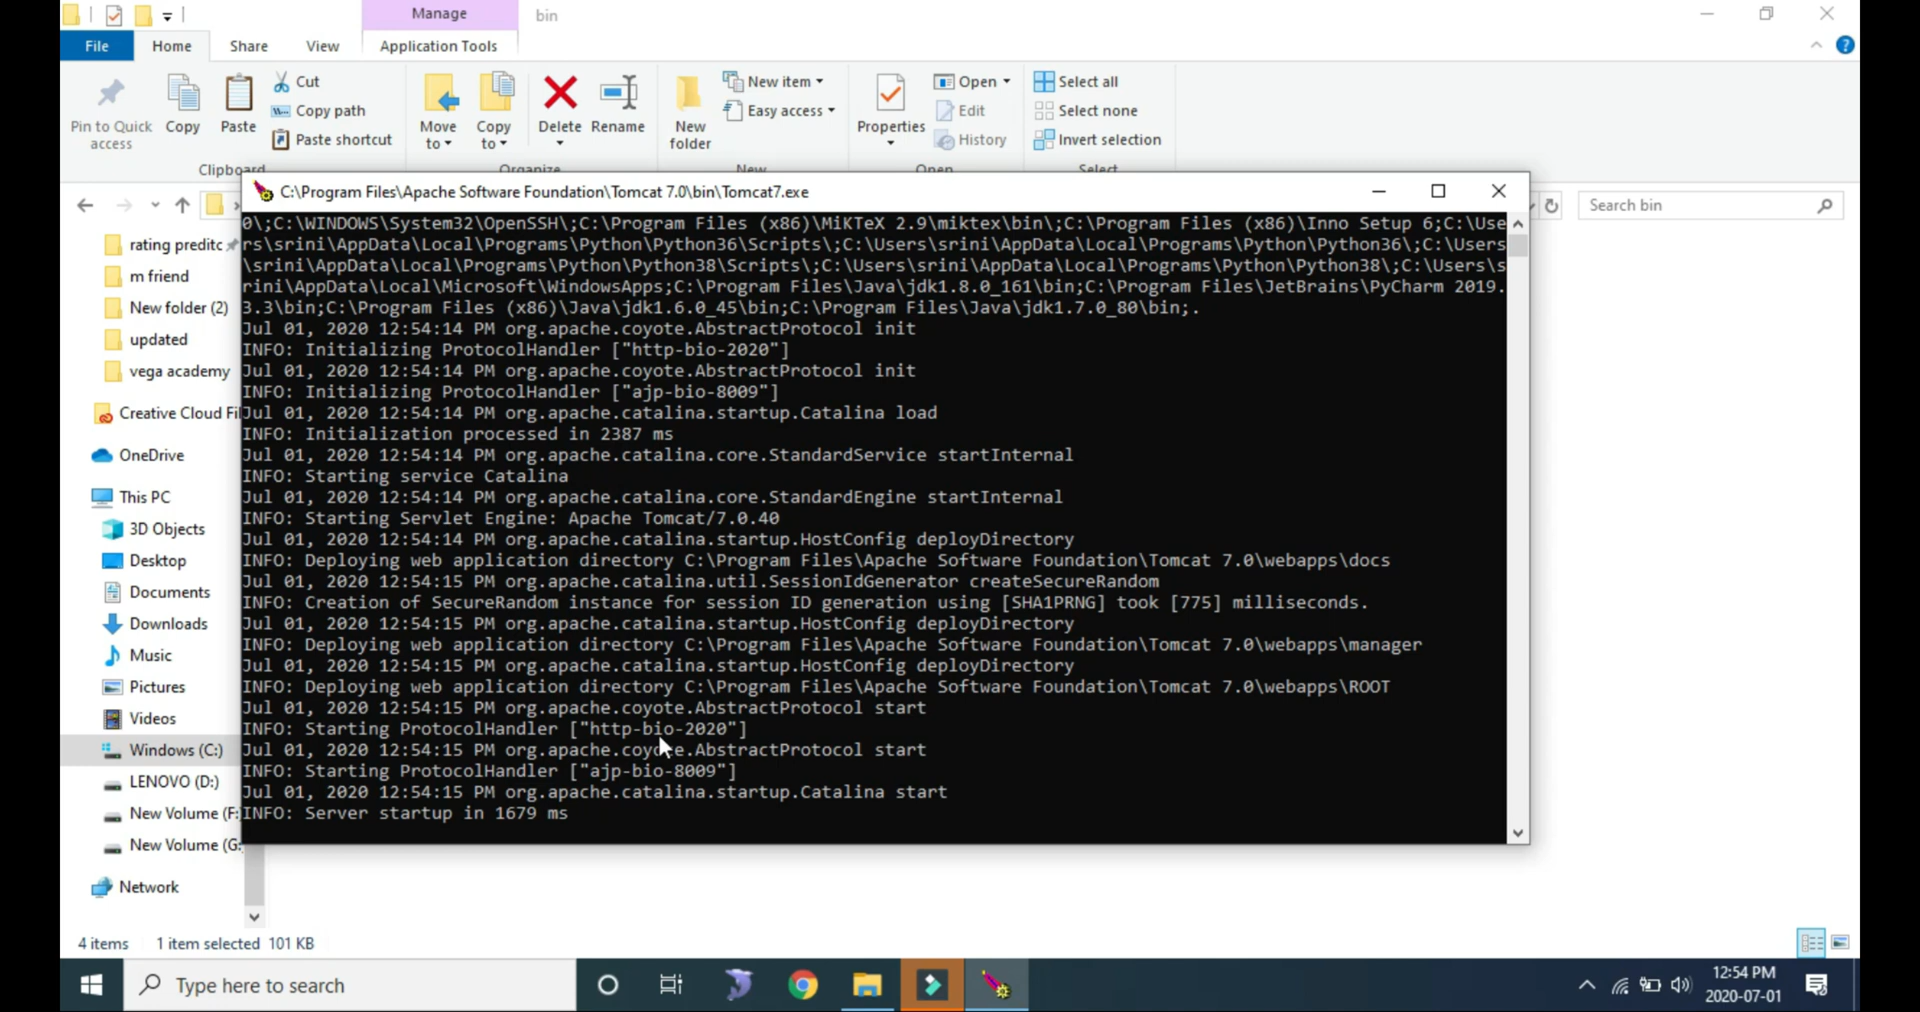 Manage
bin
File
Home
Share
View
Application Tools
Pin to Quick
access
Copy
Paste
Cut
Copy path
Paste shortcut
Move
to
Copy
to
Delete
Rename
New
folder
New item
Easy access
Properties
Open
Edit
History
Select all
Select none
Invert selection
Clipboard
Organize
New
Open
Select
C:\Program Files\Apache Software Foundation\Tomcat 7.0\bin\Tomcat7.exe
Search bin
0\;C:\WINDOWS\System32\OpenSSH\;C:\Program Files (x86)\MiKTeX 2.9\miktex\bin\;C:\Program Files (x86)\Inno Setup 6;C:\Use
rs\srini\AppData\Local\Programs\Python\Python36\Scripts\;C:\Users\srini\AppData\Local\Programs\Python\Python36\;C:\Users
\srini\AppData\Local\Programs\Python\Python38\Scripts\;C:\Users\srini\AppData\Local\Programs\Python\Python38\;C:\Users\s
rini\AppData\Local\Microsoft\WindowsApps;C:\Program Files\Java\jdk1.8.0_161\bin;C:\Program Files\JetBrains\PyCharm 2019.
3.3\bin;C:\Program Files (x86)\Java\jdk1.6.0_45\bin;C:\Program Files\Java\jdk1.7.0_80\bin;.
Jul 01, 2020 12:54:14 PM org.apache.coyote.AbstractProtocol init
INFO: Initializing ProtocolHandler ["http-bio-2020"]
Jul 01, 2020 12:54:14 PM org.apache.coyote.AbstractProtocol init
INFO: Initializing ProtocolHandler ["ajp-bio-8009"]
Jul 01, 2020 12:54:14 PM org.apache.catalina.startup.Catalina load
INFO: Initialization processed in 2387 ms
Jul 01, 2020 12:54:14 PM org.apache.catalina.core.StandardService startInternal
INFO: Starting service Catalina
Jul 01, 2020 12:54:14 PM org.apache.catalina.core.StandardEngine startInternal
INFO: Starting Servlet Engine: Apache Tomcat/7.0.40
Jul 01, 2020 12:54:14 PM org.apache.catalina.startup.HostConfig deployDirectory
INFO: Deploying web application directory C:\Program Files\Apache Software Foundation\Tomcat 7.0\webapps\docs
Jul 01, 2020 12:54:15 PM org.apache.catalina.util.SessionIdGenerator createSecureRandom
INFO: Creation of SecureRandom instance for session ID generation using [SHA1PRNG] took [775] milliseconds.
Jul 01, 2020 12:54:15 PM org.apache.catalina.startup.HostConfig deployDirectory
INFO: Deploying web application directory C:\Program Files\Apache Software Foundation\Tomcat 7.0\webapps\manager
Jul 01, 2020 12:54:15 PM org.apache.catalina.startup.HostConfig deployDirectory
INFO: Deploying web application directory C:\Program Files\Apache Software Foundation\Tomcat 7.0\webapps\ROOT
Jul 01, 2020 12:54:15 PM org.apache.coyote.AbstractProtocol start
INFO: Starting ProtocolHandler ["http-bio-2020"]
Jul 01, 2020 12:54:15 PM org.apache.coyote.AbstractProtocol start
INFO: Starting ProtocolHandler ["ajp-bio-8009"]
Jul 01, 2020 12:54:15 PM org.apache.catalina.startup.Catalina start
INFO: Server startup in 1679 ms
rating preditc
m friend
New folder (2)
updated
vega academy
Creative Cloud Fil
OneDrive
This PC
3D Objects
Desktop
Documents
Downloads
Music
Pictures
Videos
Windows (C:)
LENOVO (D:)
New Volume (F:
New Volume (G:
Network
4 items 1 item selected 101 KB
Type here to search
12:54 PM
2020-07-01